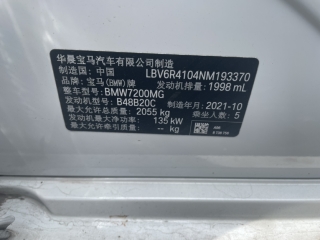 华晨宝马汽车有限公司制造
制造国：中国 LBV6R4104NM193370
品牌：宝马(BMW)牌 发动机排量：1998 mL
整车型号：BMW7200MG
发动机型号：B48B20C 制造年月：2021-10
最大允许总质量：2055 kg 乘坐人数：5
发动机最大净功率：135 kW
最大允许 -- kg